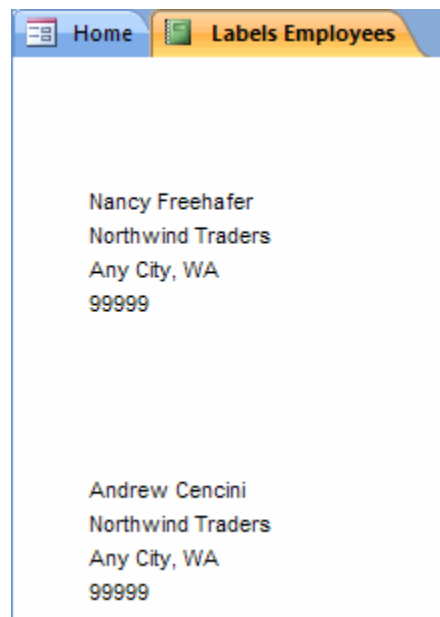 Home
Labels Employees
Nancy Freehafer
Northwind Traders
Any City, WA
99999
Andrew Cencini
Northwind Traders
Any City, WA
99999